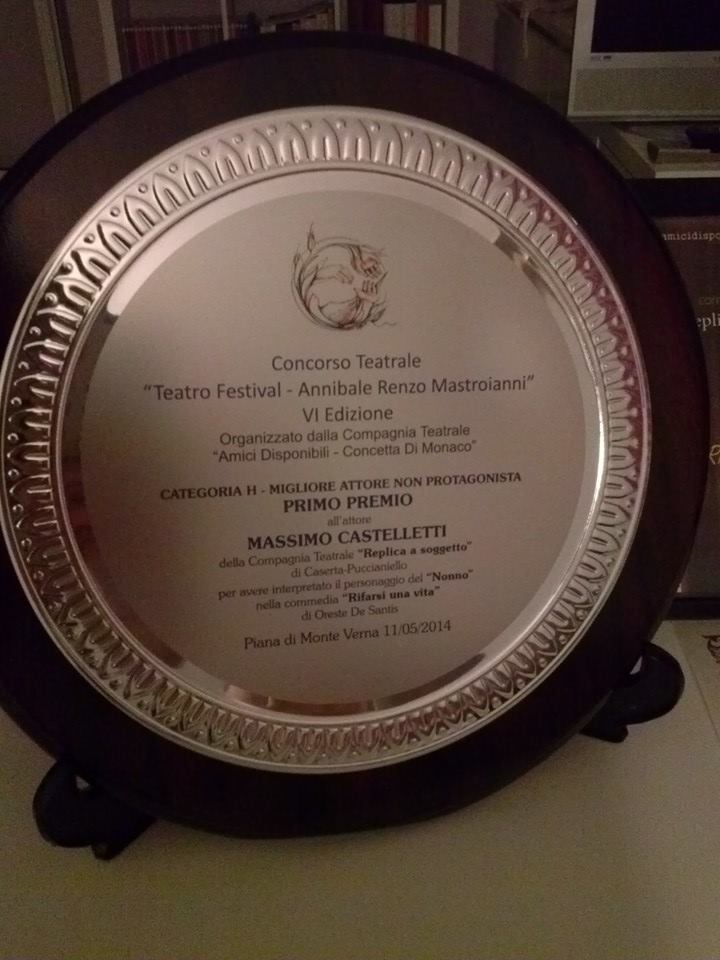 Concorso Teatrale
“Teatro Festival - Annibale Renzo Mastroianni”
VI Edizione
Organizzato dalla Compagnia Teatrale
“Amici Disponibili - Concetta Di Monaco”
CATEGORIA H - MIGLIORE ATTORE NON PROTAGONISTA
PRIMO PREMIO
all'attore
MASSIMO CASTELLETTI
della Compagnia Teatrale “Replica a soggetto”
di Caserta-Puccianiello
per avere interpretato il personaggio del “Nonno”
nella commedia “Rifarsi una vita”
di Oreste De Santis
Piana di Monte Verna 11/05/2014
amicidispo